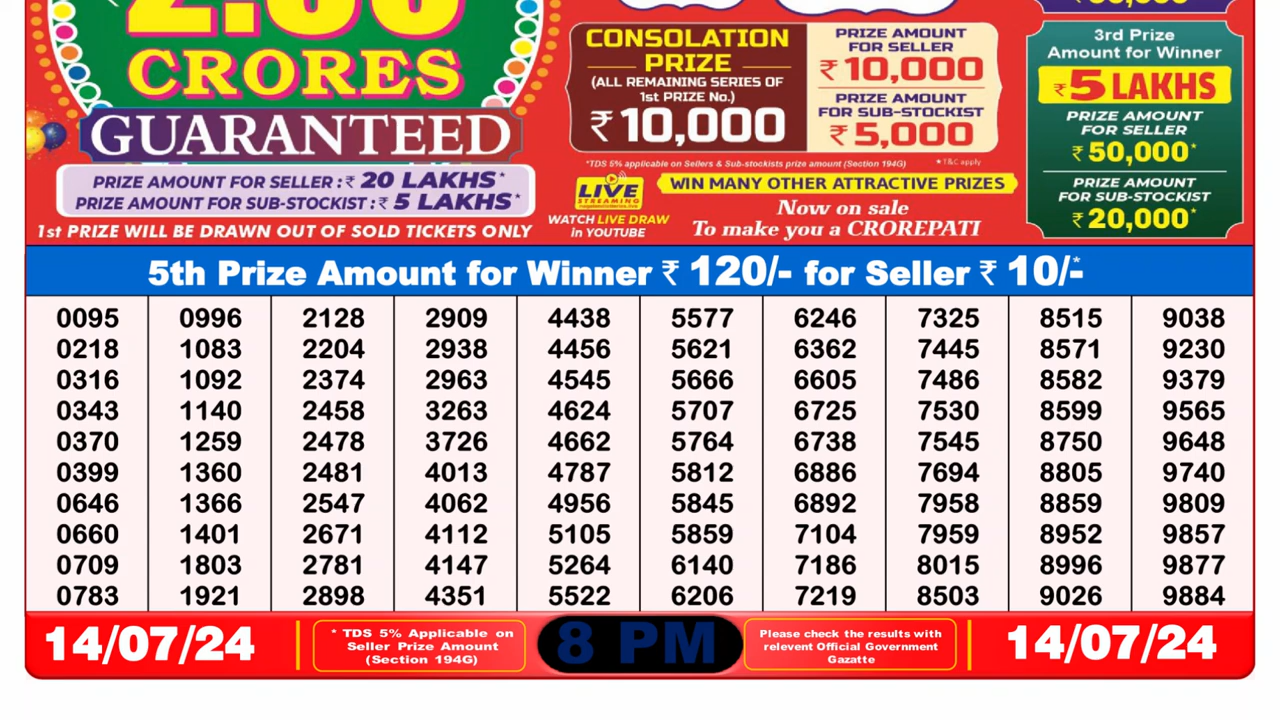 CRORES
GUARANTEED
PRIZE AMOUNT FOR SELLER : ₹ 20 LAKHS*
PRIZE AMOUNT FOR SUB-STOCKIST : ₹ 5 LAKHS*
1st PRIZE WILL BE DRAWN OUT OF SOLD TICKETS ONLY
CONSOLATION
PRIZE
(ALL REMAINING SERIES OF
1st PRIZE No.)
₹ 10,000
PRIZE AMOUNT
FOR SELLER
₹ 10,000
PRIZE AMOUNT
FOR SUB-STOCKIST
₹ 5,000
*TDS 5% applicable on Sellers & Sub-stockists prize amount (Section 194G)
*T&C apply
LIVE
STREAMING
WATCH LIVE DRAW
in YOUTUBE
WIN MANY OTHER ATTRACTIVE PRIZES
Now on sale
To make you a CROREPATI
3rd Prize
Amount for Winner
₹ 5 LAKHS
PRIZE AMOUNT
FOR SELLER
₹ 50,000*
PRIZE AMOUNT
FOR SUB-STOCKIST
₹ 20,000*
5th Prize Amount for Winner ₹ 120/- for Seller ₹ 10/-*
0095 0996 2128 2909 4438 5577 6246 7325 8515 9038
0218 1083 2204 2938 4456 5621 6362 7445 8571 9230
0316 1092 2374 2963 4545 5666 6605 7486 8582 9379
0343 1140 2458 3263 4624 5707 6725 7530 8599 9565
0370 1259 2478 3726 4662 5764 6738 7545 8750 9648
0399 1360 2481 4013 4787 5812 6886 7694 8805 9740
0646 1366 2547 4062 4956 5845 6892 7958 8859 9809
0660 1401 2671 4112 5105 5859 7104 7959 8952 9857
0709 1803 2781 4147 5264 6140 7186 8015 8996 9877
0783 1921 2898 4351 5522 6206 7219 8503 9026 9884
14/07/24
* TDS 5% Applicable on
Seller Prize Amount
(Section 194G)
8 PM
Please check the results with
relevent Official Government
Gazatte
14/07/24